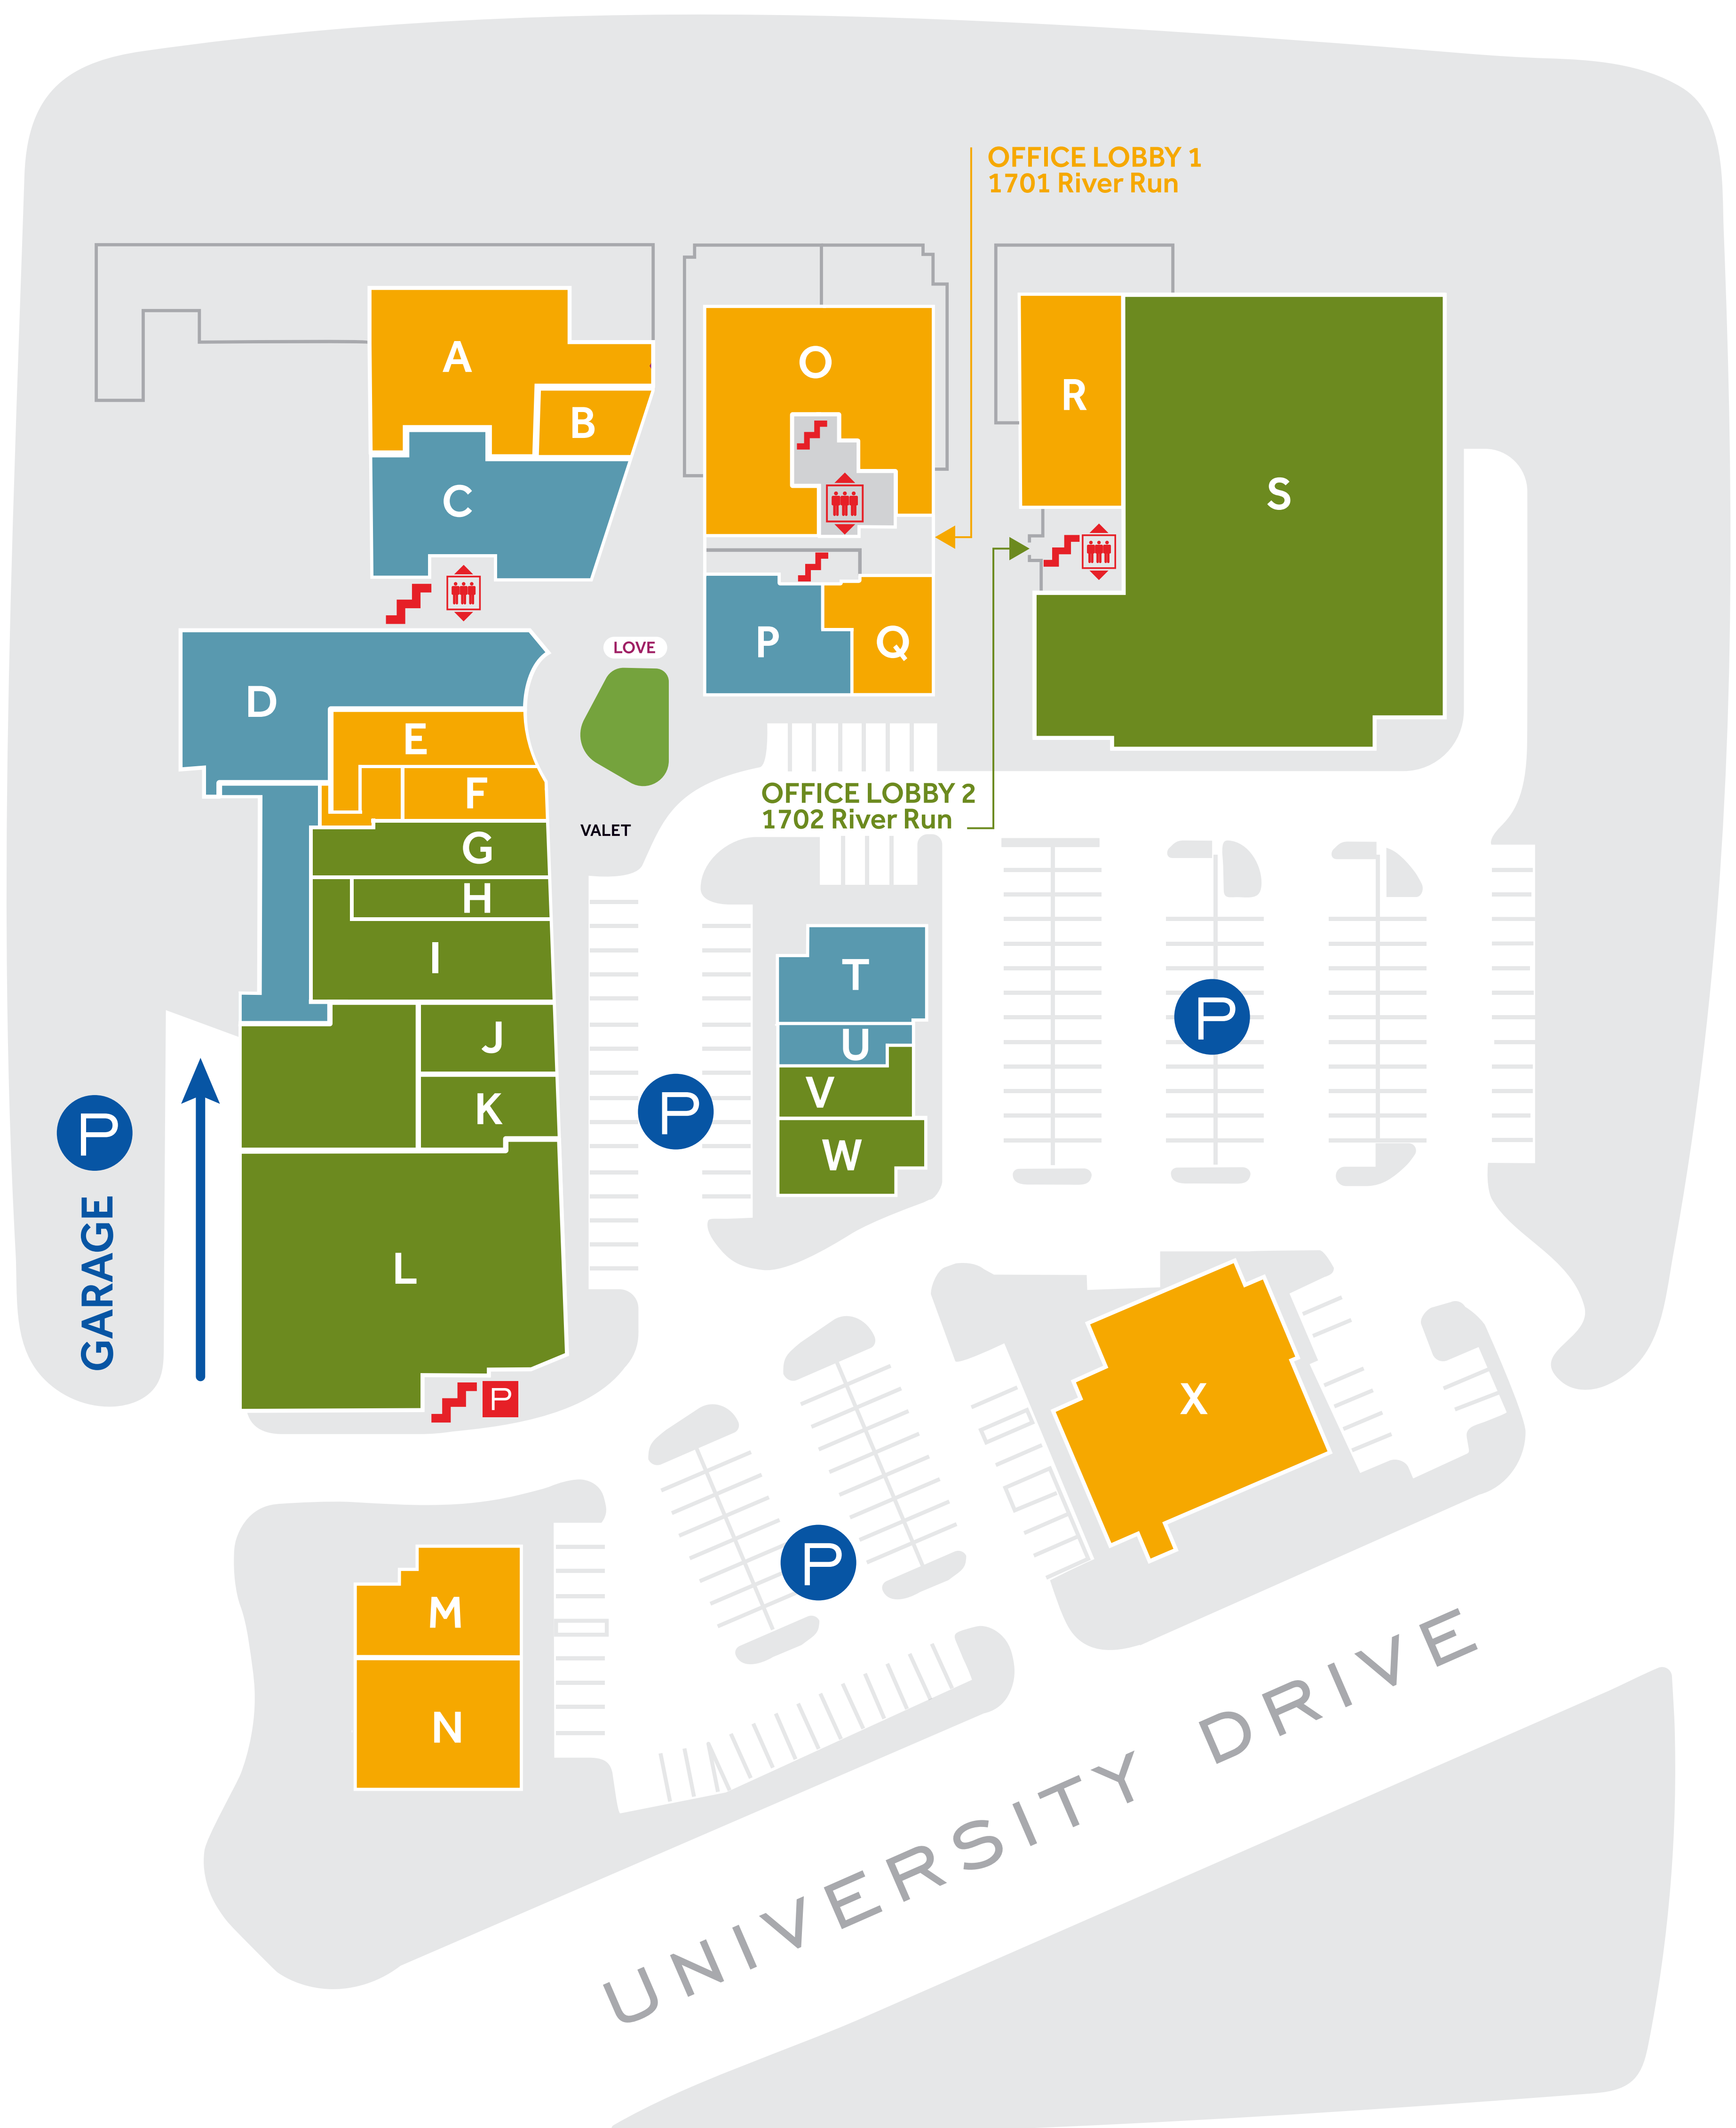 OFFICE LOBBY 1
1701 River Run
A
B
C
O
R
S
P
Q
LOVE
D
E
F
G
H
I
J
K
L
VALET
OFFICE LOBBY 2
1702 River Run
T
U
V
W
P
P
P
GARAGE
P
X
P
M
N
UNIVERSITY DRIVE